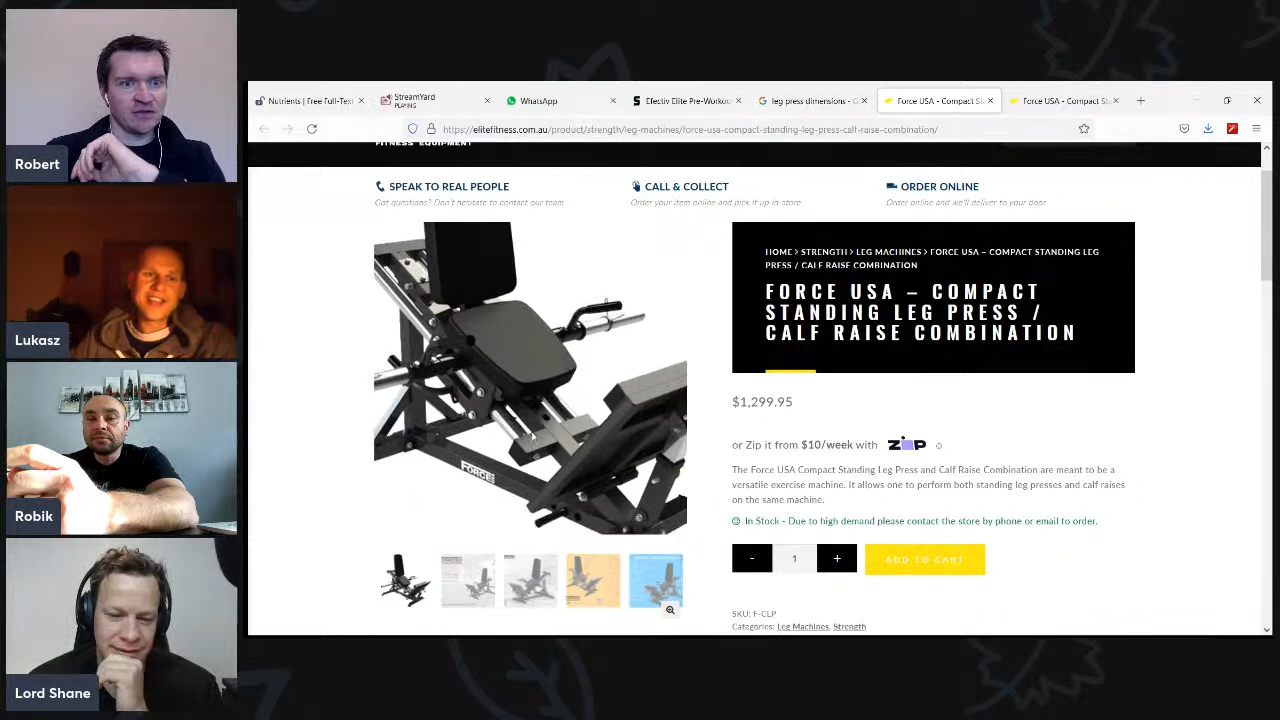 Robert
Lukasz
Robik
Lord Shane
Nutrients | Free Full-Text
StreamYard
PLAYING
WhatsApp
Efectiv Elite Pre-Workou
leg press dimensions - G
Force USA - Compact St
Force USA - Compact St
https://elitefitness.com.au/product/strength/leg-machines/force-usa-compact-standing-leg-press-calf-raise-combination/
FITNESS EQUIPMENT
SPEAK TO REAL PEOPLE
Got questions? Don't hesitate to contact our team
CALL & COLLECT
Order your item online and pick it up in-store
ORDER ONLINE
Order online and we'll deliver to your door
FORCE
HOME > STRENGTH > LEG MACHINES > FORCE USA – COMPACT STANDING LEG
PRESS / CALF RAISE COMBINATION
FORCE USA – COMPACT
STANDING LEG PRESS /
CALF RAISE COMBINATION
$1,299.95
or Zip it from $10/week with zip
The Force USA Compact Standing Leg Press and Calf Raise Combination are meant to be a
versatile exercise machine. It allows one to perform both standing leg presses and calf raises
on the same machine.
In Stock - Due to high demand please contact the store by phone or email to order.
- 1 +
ADD TO CART
SKU: F-CLP
Categories: Leg Machines, Strength